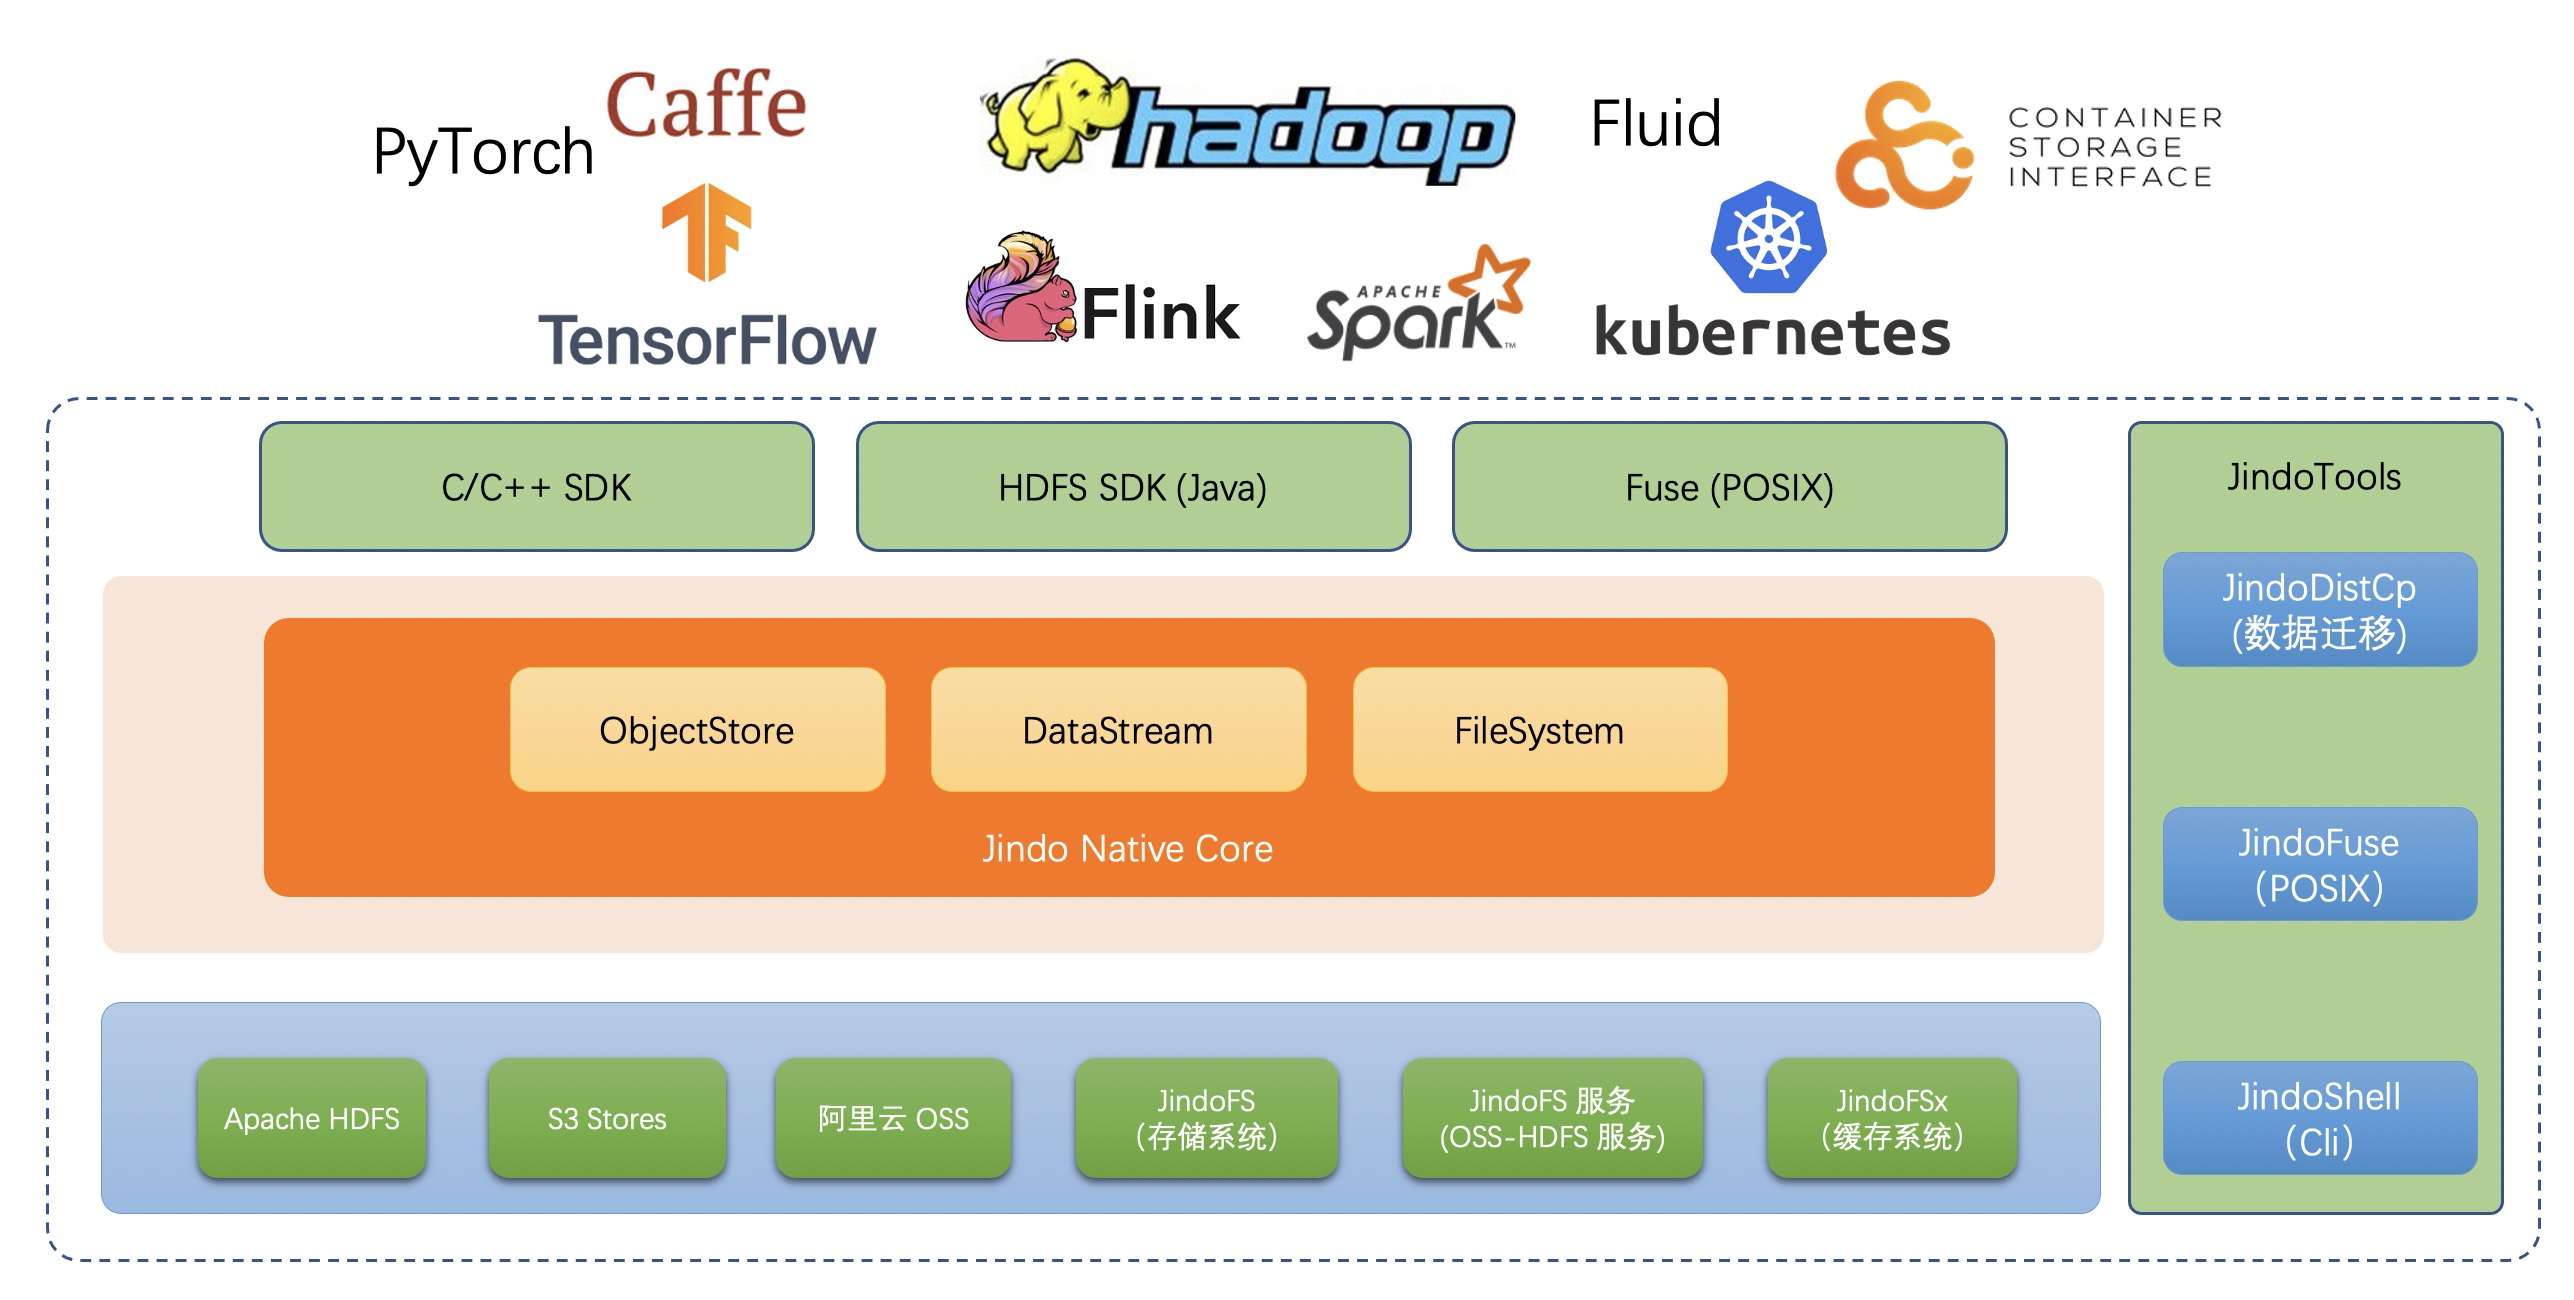 PyTorch
Caffe
TensorFlow
hadoop
Flink
APACHE
Spark™
Fluid
CONTAINER
STORAGE
INTERFACE
kubernetes
C/C++ SDK
HDFS SDK (Java)
Fuse (POSIX)
ObjectStore
DataStream
FileSystem
Jindo Native Core
Apache HDFS
S3 Stores
阿里云 OSS
JindoFS
（存储系统）
JindoFS 服务
(OSS-HDFS 服务)
JindoFSx
（缓存系统）
JindoTools
JindoDistCp
(数据迁移)
JindoFuse
（POSIX）
JindoShell
（Cli）